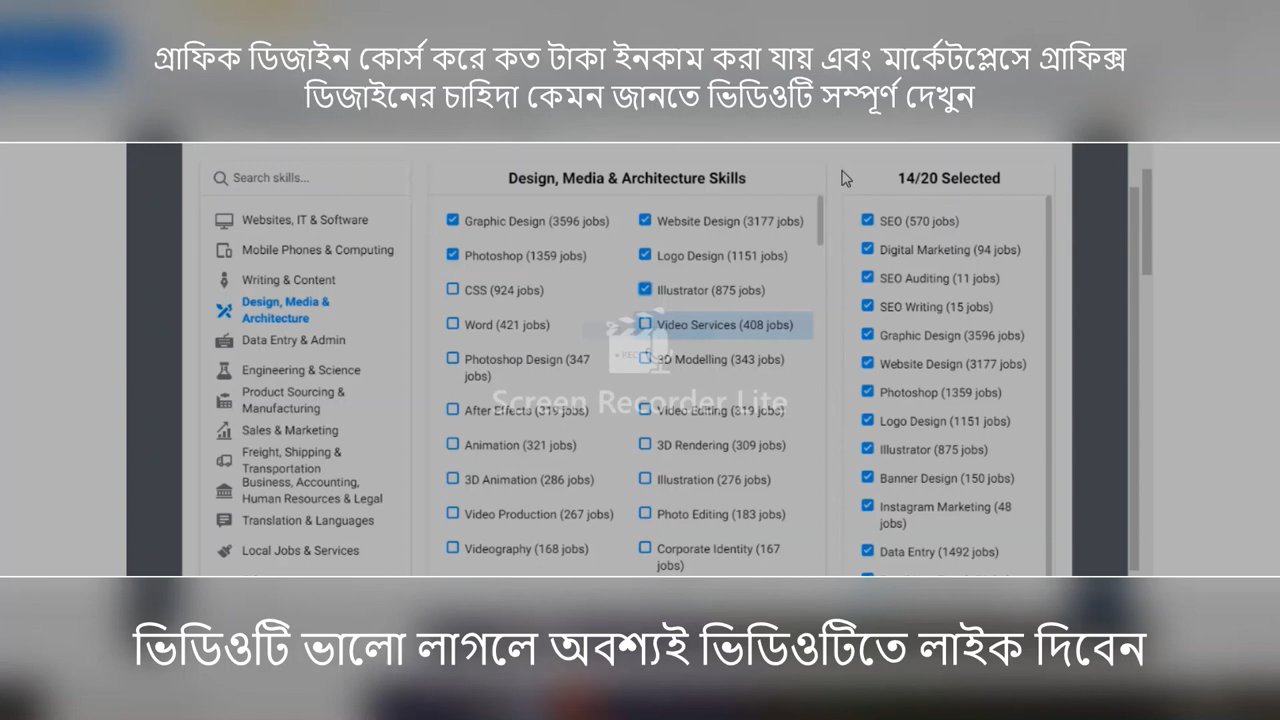 গ্রাফিক ডিজাইন কোর্স করে কত টাকা ইনকাম করা যায় এবং মার্কেটপ্লেসে গ্রাফিক্স
ডিজাইনের চাহিদা কেমন জানতে ভিডিওটি সম্পূর্ণ দেখুন
Search skills...
Websites, IT & Software
Mobile Phones & Computing
Writing & Content
Design, Media &
Architecture
Data Entry & Admin
Engineering & Science
Product Sourcing &
Manufacturing
Sales & Marketing
Freight, Shipping &
Transportation
Business, Accounting,
Human Resources & Legal
Translation & Languages
Local Jobs & Services
Design, Media & Architecture Skills
Graphic Design (3596 jobs)
Website Design (3177 jobs)
Photoshop (1359 jobs)
Logo Design (1151 jobs)
CSS (924 jobs)
Illustrator (875 jobs)
Word (421 jobs)
Video Services (408 jobs)
Photoshop Design (347
jobs)
3D Modelling (343 jobs)
After Effects (319 jobs)
Video Editing (319 jobs)
Animation (321 jobs)
3D Rendering (309 jobs)
3D Animation (286 jobs)
Illustration (276 jobs)
Video Production (267 jobs)
Photo Editing (183 jobs)
Videography (168 jobs)
Corporate Identity (167
jobs)
14/20 Selected
SEO (570 jobs)
Digital Marketing (94 jobs)
SEO Auditing (11 jobs)
SEO Writing (15 jobs)
Graphic Design (3596 jobs)
Website Design (3177 jobs)
Photoshop (1359 jobs)
Logo Design (1151 jobs)
Illustrator (875 jobs)
Banner Design (150 jobs)
Instagram Marketing (48
jobs)
Data Entry (1492 jobs)
REC
Screen Recorder Lite
ভিডিওটি ভালো লাগলে অবশ্যই ভিডিওটিতে লাইক দিবেন